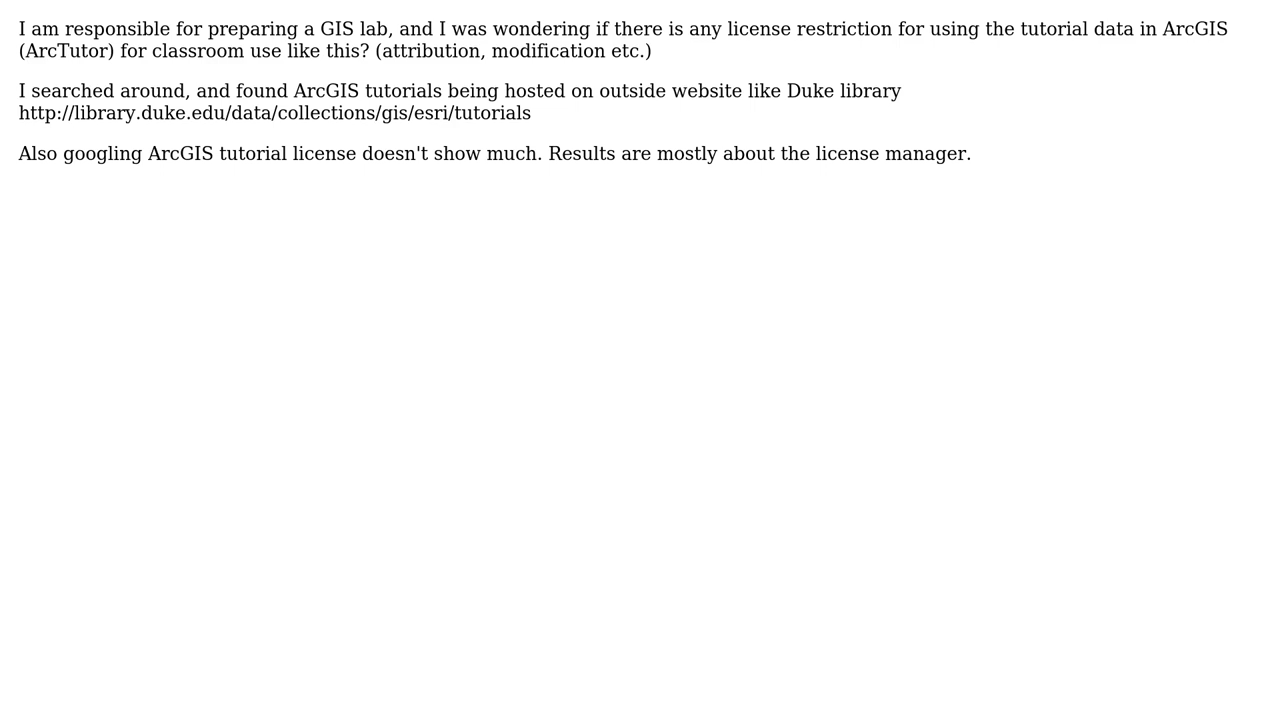 I am responsible for preparing a GIS lab, and I was wondering if there is any license restriction for using the tutorial data in ArcGIS
(ArcTutor) for classroom use like this? (attribution, modification etc.)
I searched around, and found ArcGIS tutorials being hosted on outside website like Duke library
http://library.duke.edu/data/collections/gis/esri/tutorials
Also googling ArcGIS tutorial license doesn't show much. Results are mostly about the license manager.